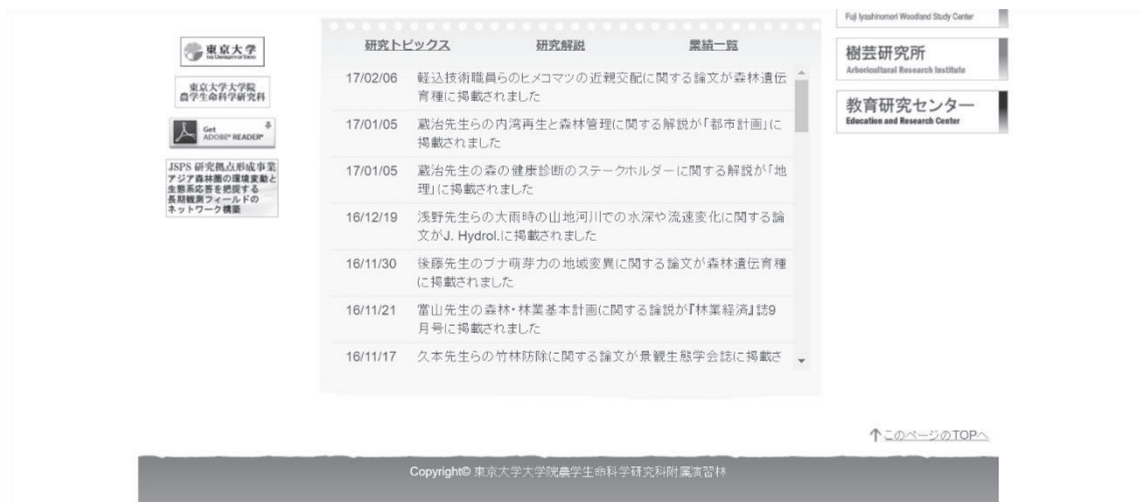 東京大学
THE UNIVERSITY OF TOKYO
東京大学大学院
農学生命科学研究科
Get
ADOBE® READER®
JSPS 研究拠点形成事業
アジア森林圏の環境変動と
生態系応答を把握する
長期観測フィールドの
ネットワーク構築
研究トピックス 研究解説 業績一覧
17/02/06 軽込技術職員らのヒメコマツの近親交配に関する論文が森林遺伝
育種に掲載されました
17/01/05 蔵治先生らの内湾再生と森林管理に関する解説が「都市計画」に
掲載されました
17/01/05 蔵治先生の森の健康診断のステークホルダーに関する解説が「地
理」に掲載されました
16/12/19 浅野先生らの大雨時の山地河川での水深や流速変化に関する論
文がJ. Hydrol.に掲載されました
16/11/30 後藤先生のブナ萌芽力の地域変異に関する論文が森林遺伝育種
に掲載されました
16/11/21 當山先生の森林・林業基本計画に関する論説が『林業経済』誌9
月号に掲載されました
16/11/17 久本先生らの竹林防除に関する論文が景観生態学会誌に掲載さ
Fuji Iyashinomori Woodland Study Center
樹芸研究所
Arboricultural Research Institute
教育研究センター
Education and Research Center
↑このページのTOPへ
Copyright© 東京大学大学院農学生命科学研究科附属演習林